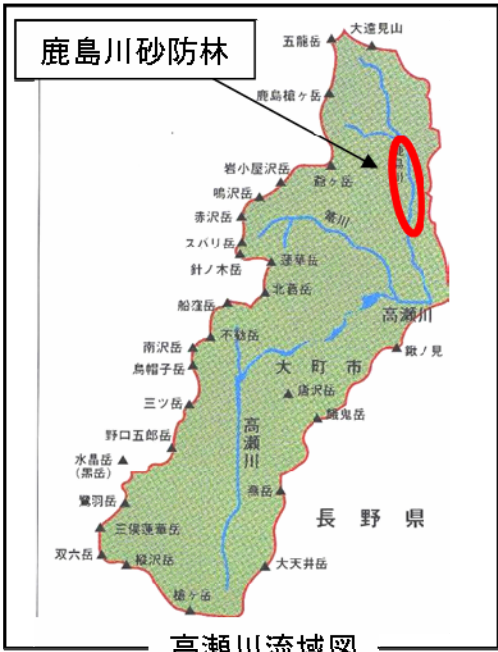 鹿島川砂防林
大遠見山
五龍岳
鹿島槍ヶ岳
鹿島川
岩小屋沢岳
爺ヶ岳
鳴沢岳
赤沢岳
篭川
スバリ岳
針ノ木岳
蓮華岳
北葛岳
船窪岳
高瀬川
不動岳
南沢岳
鍬ノ見
烏帽子岳
大町市
唐沢岳
三ツ岳
餓鬼岳
野口五郎岳
高瀬川
水晶岳
(黒岳)
燕岳
鷲羽岳
長野県
三俣蓮華岳
双六岳
樅沢岳
大天井岳
槍ヶ岳
高瀬川流域図